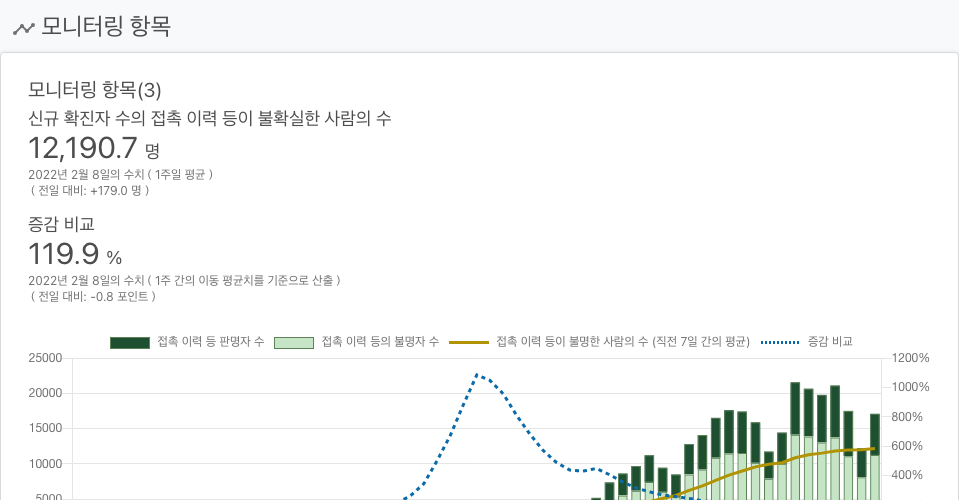 모니터링 항목
모니터링 항목(3)
신규 확진자 수의 접촉 이력 등이 불확실한 사람의 수
12,190.7 명
2022년 2월 8일의 수치 ( 1주일 평균 )
( 전일 대비: +179.0 명 )
증감 비교
119.9 %
2022년 2월 8일의 수치 ( 1주 간의 이동 평균치를 기준으로 산출 )
( 전일 대비: -0.8 포인트 )
접촉 이력 등 판명자 수 접촉 이력 등의 불명자 수 접촉 이력 등이 불명한 사람의 수 (직전 7일 간의 평균) 증감 비교
25000 1200%
20000 1000%
15000 800%
10000 600%
5000 400%